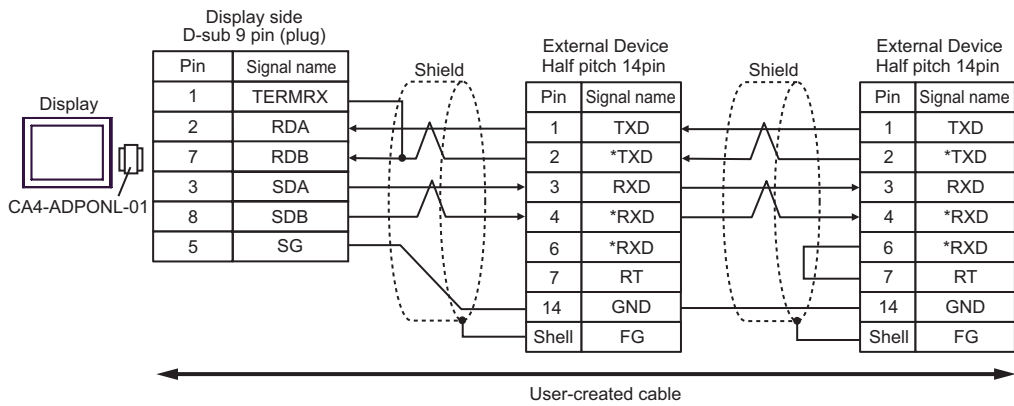 Display side
D-sub 9 pin (plug)
Pin Signal name
1 TERMRX
2 RDA
7 RDB
3 SDA
8 SDB
5 SG
Display
CA4-ADPONL-01
Shield
External Device
Half pitch 14pin
Pin Signal name
1 TXD
2 *TXD
3 RXD
4 *RXD
6 *RXD
7 RT
14 GND
Shell FG
Shield
External Device
Half pitch 14pin
Pin Signal name
1 TXD
2 *TXD
3 RXD
4 *RXD
6 *RXD
7 RT
14 GND
Shell FG
User-created cable